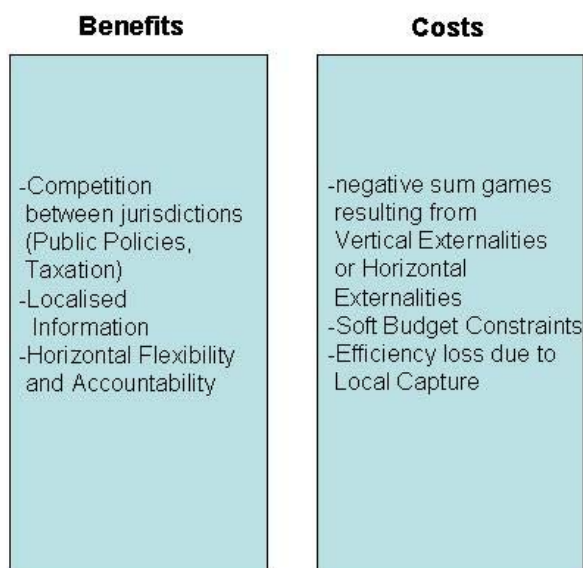 Benefits
-Competition
between jurisdictions
(Public Policies,
Taxation)
-Localised
Information
-Horizontal Flexibility
and Accountability
Costs
-negative sum games
resulting from
Vertical Externalities
or Horizontal
Externalities
-Soft Budget Constraints
-Efficiency loss due to
Local Capture